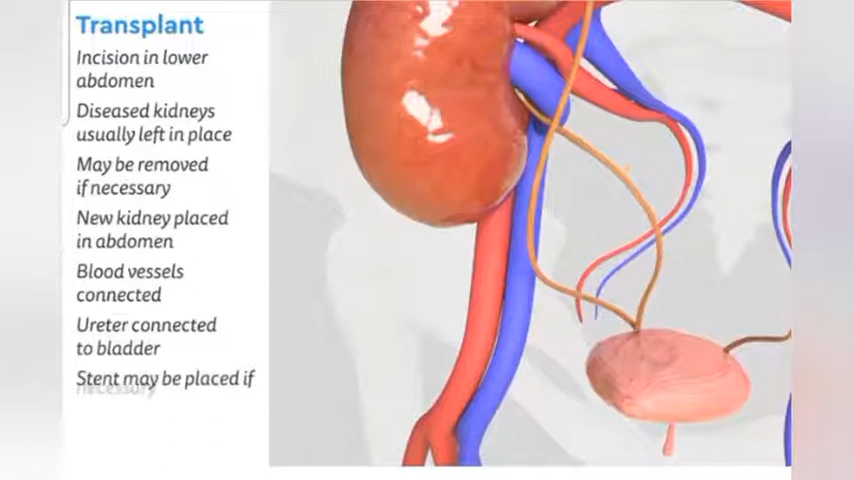 Transplant
Incision in lower
abdomen
Diseased kidneys
usually left in place
May be removed
if necessary
New kidney placed
in abdomen
Blood vessels
connected
Ureter connected
to bladder
Stent may be placed if
necessary